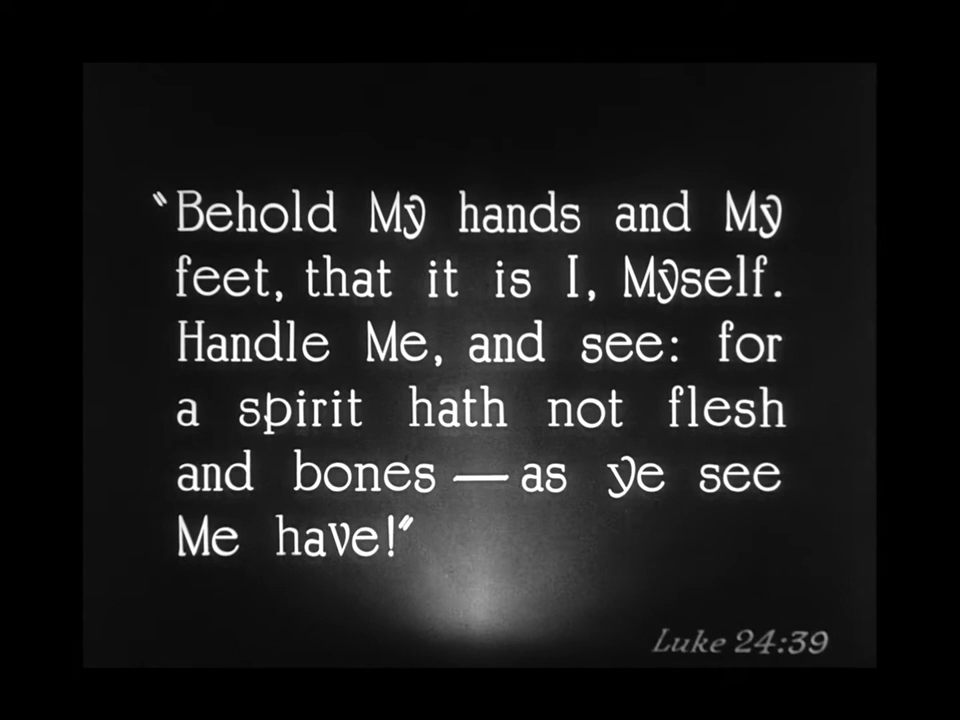 “Behold My hands and My
feet, that it is I, Myself.
Handle Me, and see: for
a spirit hath not flesh
and bones — as ye see
Me have!”
Luke 24:39